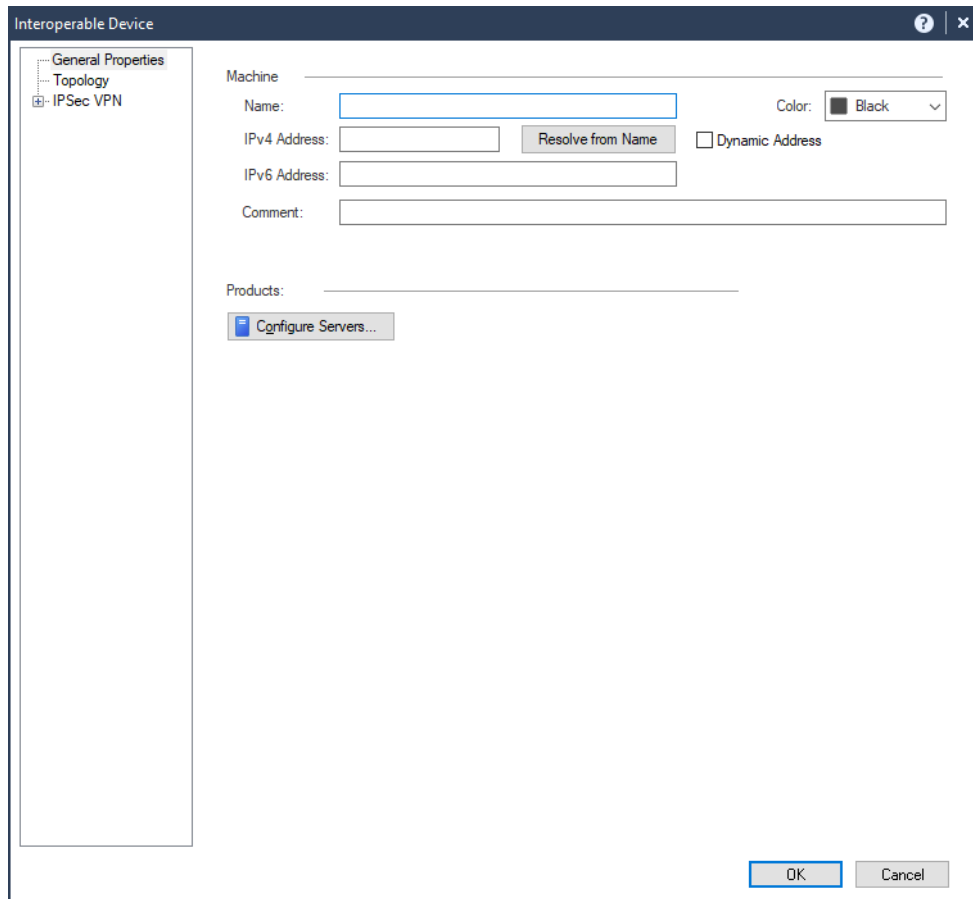 Interoperable Device
General Properties
Topology
IPSec VPN
Machine
Name:
Color: Black
IPv4 Address: Resolve from Name Dynamic Address
IPv6 Address:
Comment:
Products:
Configure Servers...
OK Cancel